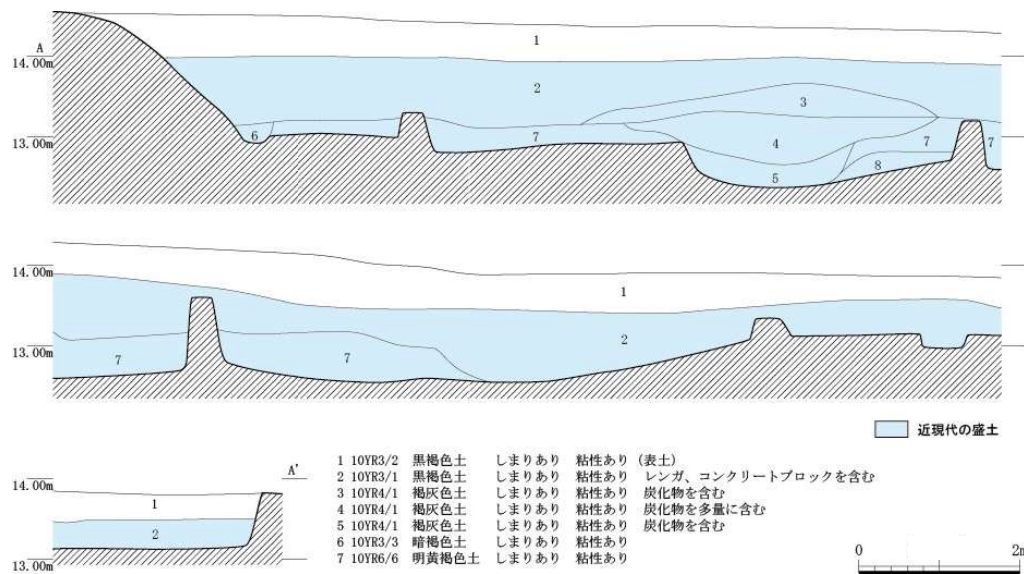 A
14.00m
1
2
3
6
7
4
7
7
13.00m
8
5
14.00m
1
13.00m
7
7
2
近現代の盛土
14.00m
A'
1
2
13.00m
1 10YR3/2 黒褐色土 しまりあり 粘性あり (表土)
2 10YR3/1 黒褐色土 しまりあり 粘性あり レンガ、コンクリートブロックを含む
3 10YR4/1 褐灰色土 しまりあり 粘性あり 炭化物を含む
4 10YR4/1 褐灰色土 しまりあり 粘性あり 炭化物を多量に含む
5 10YR4/1 褐灰色土 しまりあり 粘性あり 炭化物を含む
6 10YR3/3 暗褐色土 しまりあり 粘性あり
7 10YR6/6 明黄褐色土 しまりあり 粘性あり
0 2m